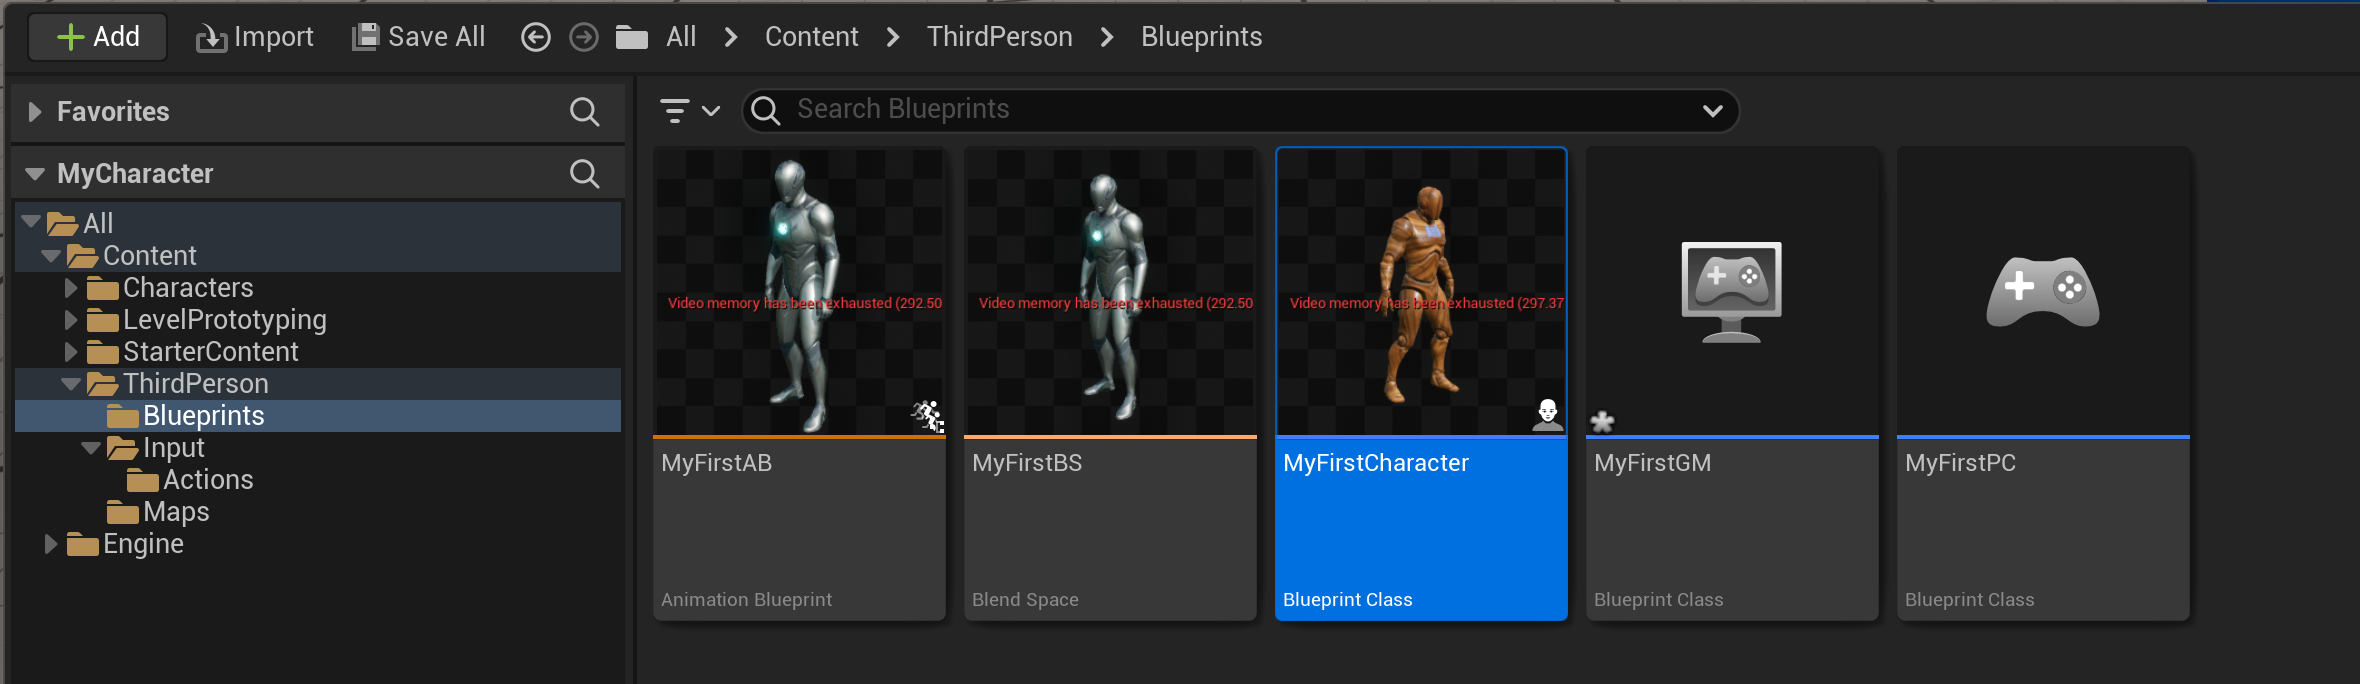 Add Import Save All All Content ThirdPerson Blueprints
Favorites
MyCharacter
All
Content
Characters
LevelPrototyping
StarterContent
ThirdPerson
Blueprints
Input
Actions
Maps
Engine
Search Blueprints
Video memory has been exhausted (292.50
MyFirstAB
Animation Blueprint
Video memory has been exhausted (292.50
MyFirstBS
Blend Space
Video memory has been exhausted (297.37
MyFirstCharacter
Blueprint Class
MyFirstGM
Blueprint Class
MyFirstPC
Blueprint Class